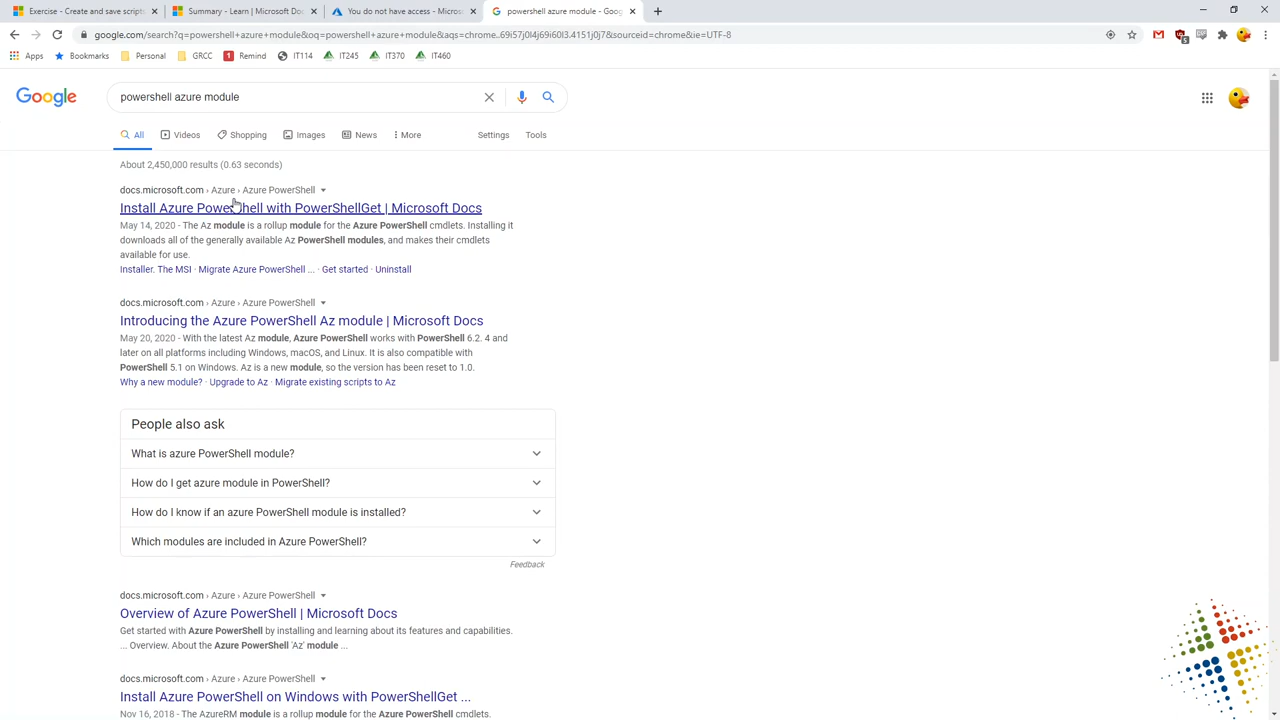 Exercise - Create and save scripts
Summary - Learn | Microsoft Doc
You do not have access - Micros
powershell azure module - Goog
google.com/search?q=powershell+azure+module&oq=powershell+azure+module&aqs=chrome..69i57j0l4j69i60l3.4151j0j7&sourceid=chrome&ie=UTF-8
Apps Bookmarks Personal GRCC 1 Remind IT114 IT245 IT370 IT460
Google
powershell azure module
All Videos Shopping Images News More Settings Tools
About 2,450,000 results (0.63 seconds)
docs.microsoft.com › Azure › Azure PowerShell
Install Azure PowerShell with PowerShellGet | Microsoft Docs
May 14, 2020 - The Az module is a rollup module for the Azure PowerShell cmdlets. Installing it
downloads all of the generally available Az PowerShell modules, and makes their cmdlets
available for use.
Installer. The MSI · Migrate Azure PowerShell ... · Get started · Uninstall
docs.microsoft.com › Azure › Azure PowerShell
Introducing the Azure PowerShell Az module | Microsoft Docs
May 20, 2020 - With the latest Az module, Azure PowerShell works with PowerShell 6.2. 4 and
later on all platforms including Windows, macOS, and Linux. It is also compatible with
PowerShell 5.1 on Windows. Az is a new module, so the version has been reset to 1.0.
Why a new module? · Upgrade to Az · Migrate existing scripts to Az
People also ask
What is azure PowerShell module?
How do I get azure module in PowerShell?
How do I know if an azure PowerShell module is installed?
Which modules are included in Azure PowerShell?
Feedback
docs.microsoft.com › Azure › Azure PowerShell
Overview of Azure PowerShell | Microsoft Docs
Get started with Azure PowerShell by installing and learning about its features and capabilities.
... Overview. About the Azure PowerShell 'Az' module ...
docs.microsoft.com › Azure › Azure PowerShell
Install Azure PowerShell on Windows with PowerShellGet ...
Nov 16, 2018 - The AzureRM module is a rollup module for the Azure PowerShell cmdlets.